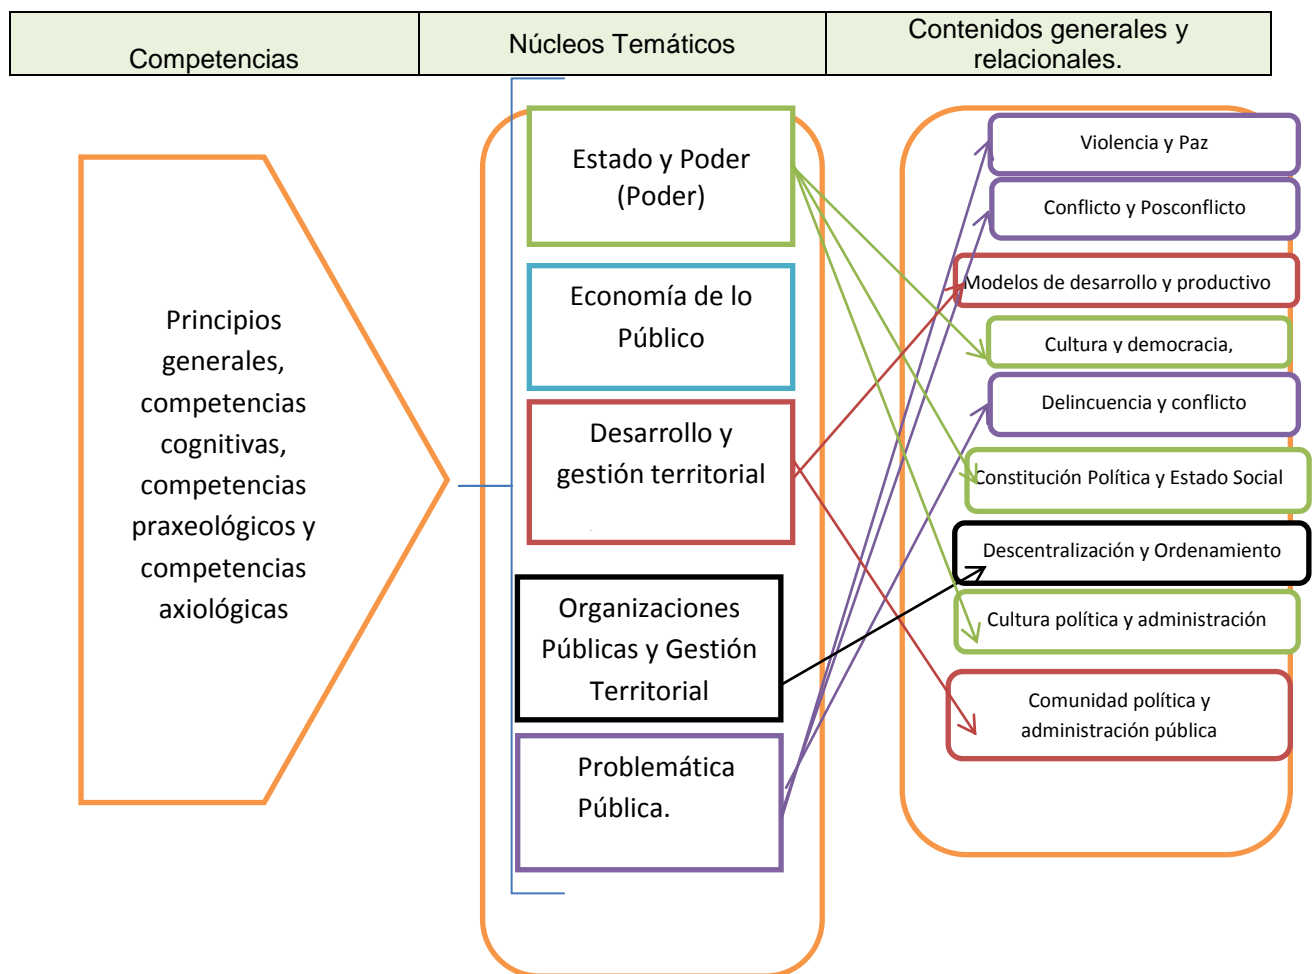 Competencias
Núcleos Temáticos
Contenidos generales y
relacionales.
Principios
generales,
competencias
cognitivas,
competencias
praxeológicos y
competencias
axiológicas
Estado y Poder
(Poder)
Economía de lo
Público
Desarrollo y
gestión territorial
Organizaciones
Públicas y Gestión
Territorial
Problemática
Pública.
Violencia y Paz
Conflicto y Posconflicto
Modelos de desarrollo y productivo
Cultura y democracia,
Delincuencia y conflicto
Constitución Política y Estado Social
Descentralización y Ordenamiento
Cultura política y administración
Comunidad política y
administración pública